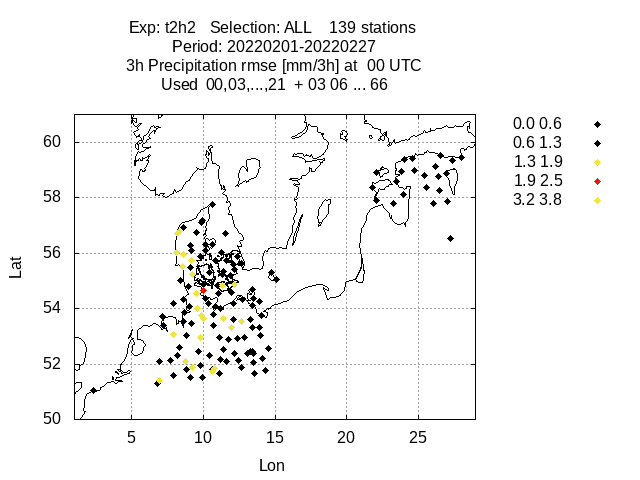 Exp: t2h2 Selection: ALL 139 stations
Period: 20220201-20220227
3h Precipitation rmse [mm/3h] at 00 UTC
Used 00,03,...,21 + 03 06 ... 66
0.0 0.6
0.6 1.3
1.3 1.9
1.9 2.5
3.2 3.8
60
58
56
54
52
50
Lat
5 10 15 20 25
Lon